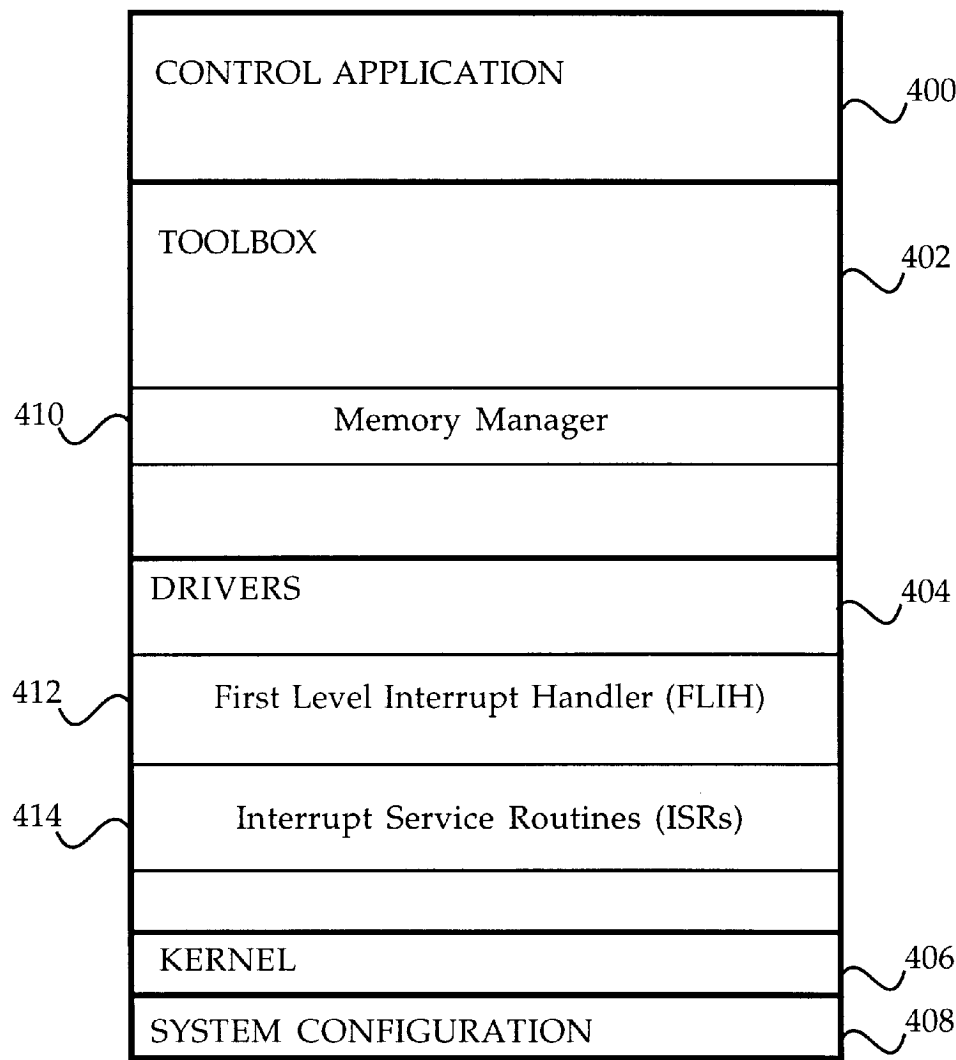 CONTROL APPLICATION
400
TOOLBOX
402
410
Memory Manager
DRIVERS
404
412
First Level Interrupt Handler (FLIH)
414
Interrupt Service Routines (ISRs)
KERNEL
406
SYSTEM CONFIGURATION
408